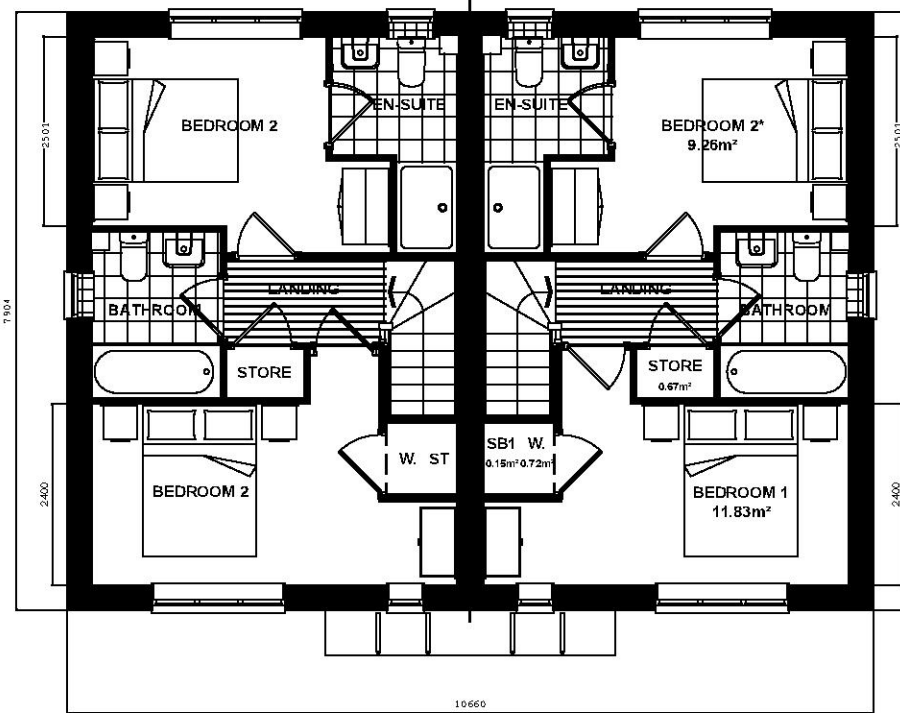 BEDROOM 2
EN-SUITE
EN-SUITE
BEDROOM 2*
9.26m²
2501
2501
BATHROOM
LANDING
LANDING
BATHROOM
7904
STORE
STORE
0.67m²
W. ST
SB1 W.
0.15m² 0.72m²
BEDROOM 2
BEDROOM 1
11.83m²
2400
2400
10660